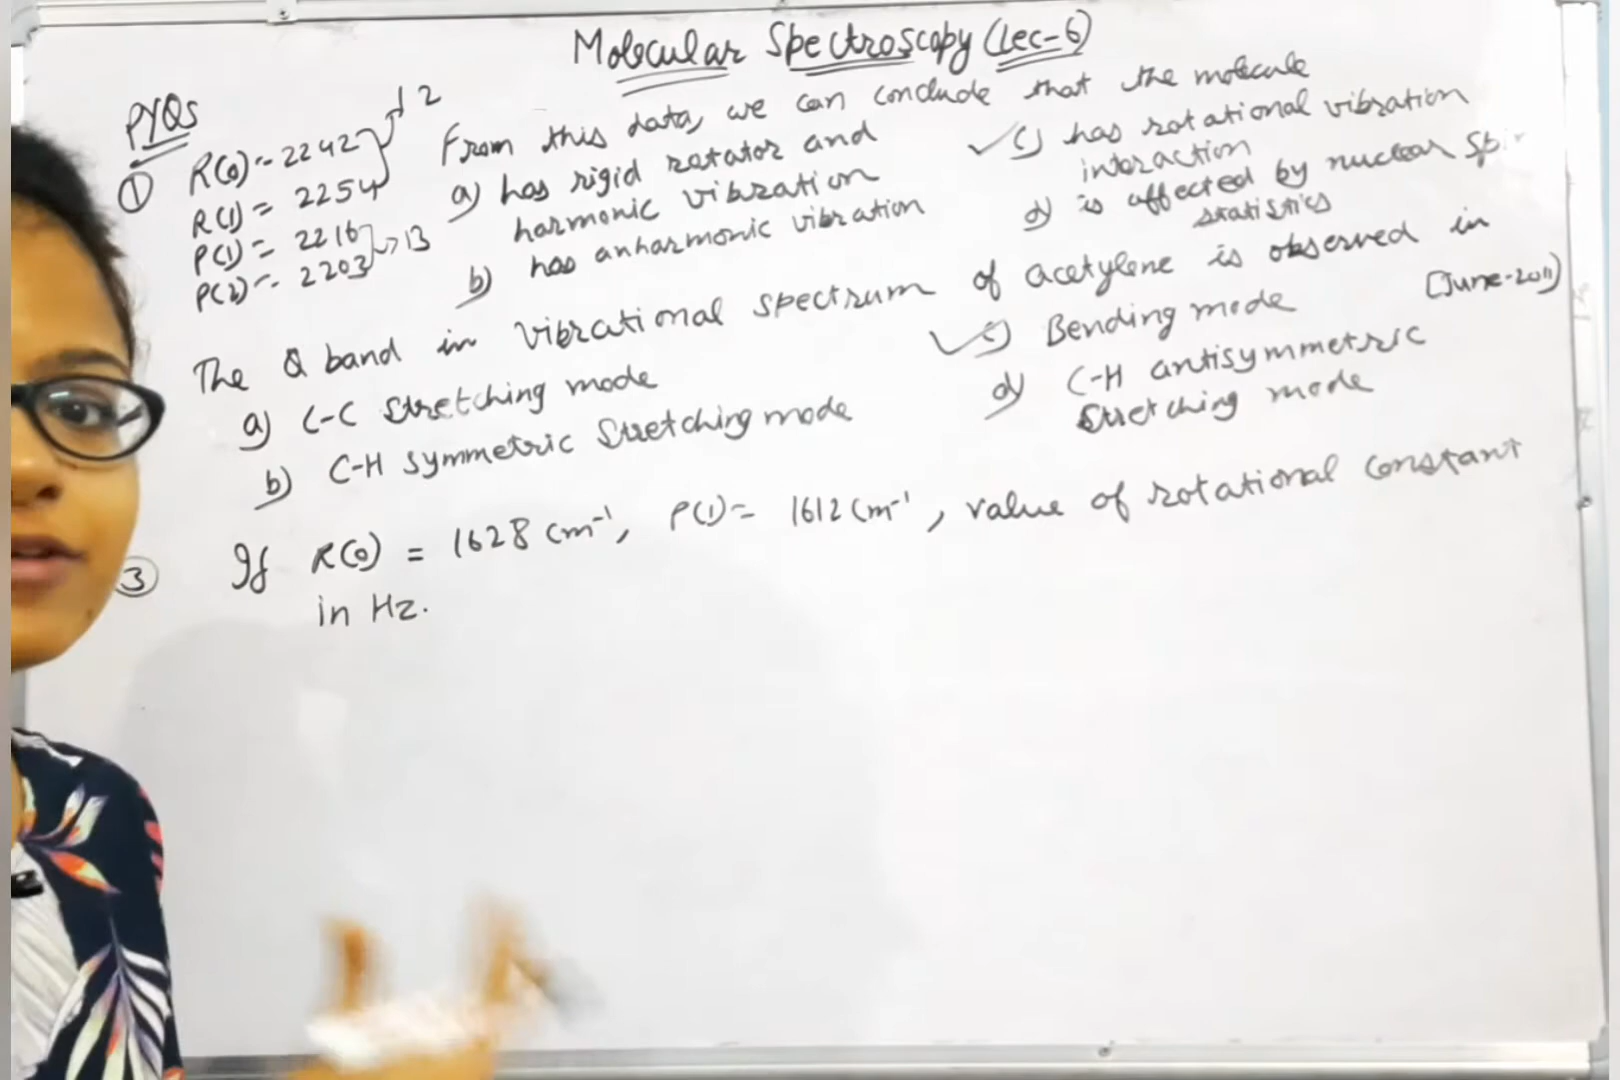 Molecular Spectroscopy (Lec-6)
PYQs
① R(0) = 2242
R(1) = 2254
P(1) = 2216
P(2) = 2203
12
13
From this data, we can conclude that the molecule
a) has rigid rotator and
harmonic vibration
b) has anharmonic vibration
c) has rotational vibration
interaction
d) is affected by nuclear spin
statistics
The Q band in vibrational spectrum of acetylene is observed in
[June-2011)
a) C-C stretching mode
b) C-H symmetric stretching mode
c) Bending mode
d) C-H antisymmetric
stretching mode
③ If R(0) = 1628 cm⁻¹, P(1) = 1612 cm⁻¹, value of rotational constant
in Hz.